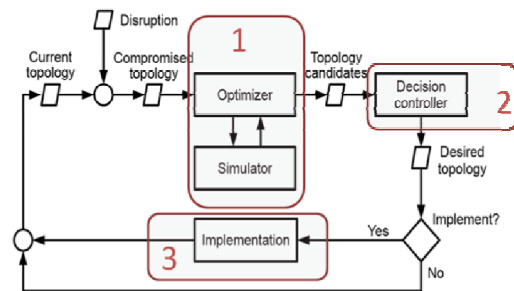 Disruption
1
Current
topology
Compromised
topology
Topology
candidates
Optimizer
Decision
controller
2
Simulator
Desired
topology
Implement?
Implementation
Yes
3
No